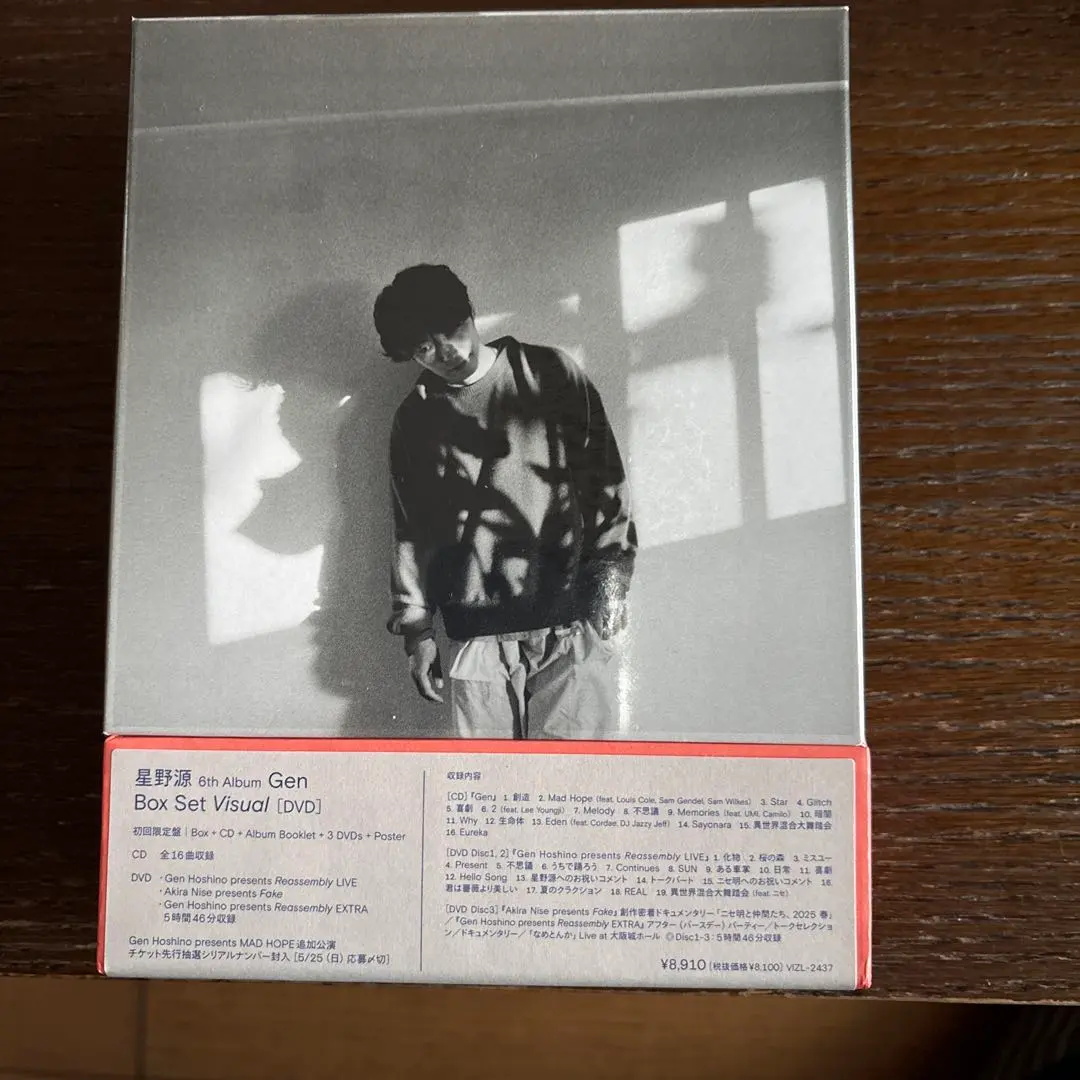 星野源 6th Album Gen
Box Set Visual [DVD]
初回限定盤 | Box + CD + Album Booklet + 3 DVDs + Poster
CD 全16曲収録
DVD ・Gen Hoshino presents Reassembly LIVE
・Akira Nise presents Fake
・Gen Hoshino presents Reassembly EXTRA
5時間46分収録
Gen Hoshino presents MAD HOPE追加公演
チケット先行抽選シリアルナンバー封入 [5/25 (日) 応募〆切]
収録内容
[CD]『Gen』 1. 創造 2. Mad Hope (feat. Louis Cole, Sam Gendel, Sam Wilkes) 3. Star 4. Glitch
5. 喜劇 6. 2 (feat. Lee Youngji) 7. Melody 8. 不思議 9. Memories (feat. UMI, Camilo) 10. 暗闇
11. Why 12. 生命体 13. Eden (feat. Cordae, DJ Jazzy Jeff) 14. Sayonara 15. 異世界混合大舞踏会
16. Eureka
[DVD Disc1, 2]『Gen Hoshino presents Reassembly LIVE』 1. 化物 2. 桜の森 3. ミスユー
4. Present 5. 不思議 6. うちで踊ろう 7. Continues 8. SUN 9. ある車掌 10. 日常 11. 喜劇
12. Hello Song 13. 星野源へのお祝いコメント 14. トークパート 15. ニセ明へのお祝いコメント 16.
君は薔薇より美しい 17. 夏のクラクション 18. REAL 19. 異世界混合大舞踏会 (feat. ニセ)
[DVD Disc3]『Akira Nise presents Fake』創作密着ドキュメンタリー「ニセ明と仲間たち、2025 春」
/『Gen Hoshino presents Reassembly EXTRA』アフター (バースデー) パーティー/トークセレクショ
ン/ドキュメンタリー/「なめとんか」Live at 大阪城ホール ◎Disc1-3:5時間46分収録
¥8,910 [税抜価格¥8,100] VIZL-2437